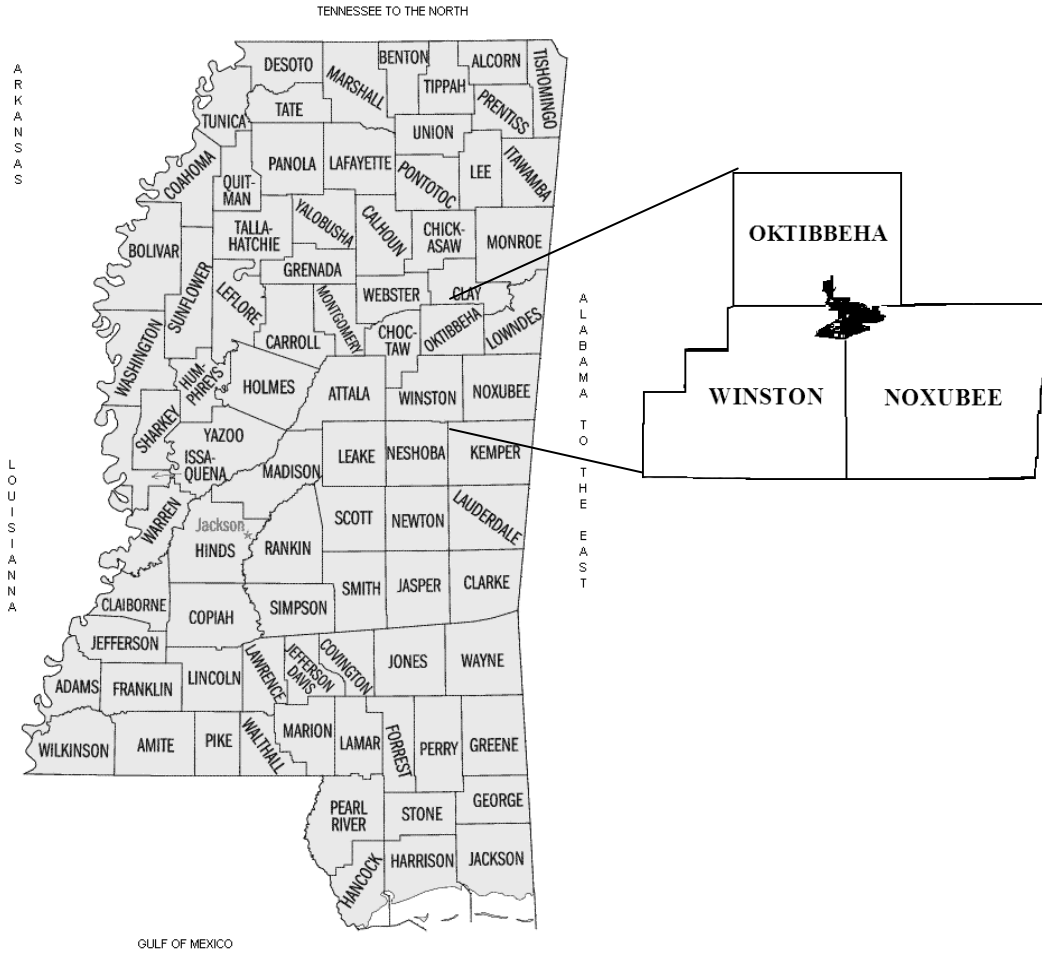 TENNESSEE TO THE NORTH
ARKANSAS
LOUISIANNA
ALABAMA TO THE EAST
DESOTO
MARSHALL
BENTON
TIPPAH
ALCORN
TISHOMINGO
PRENTISS
TUNICA
TATE
UNION
COAHOMA
QUIT-
MAN
PANOLA
LAFAYETTE
PONTOTOC
LEE
ITAWAMBA
BOLIVAR
TALLA-
HATCHIE
YALOBUSHA
CALHOUN
CHICK-
ASAW
MONROE
SUNFLOWER
LEFLORE
GRENADA
MONTGOMERY
WEBSTER
CLAY
OKTIBBEHA
LOWNDES
WASHINGTON
CARROLL
CHOC-
TAW
HUM-
PHREYS
HOLMES
ATTALA
WINSTON
NOXUBEE
SHARKEY
YAZOO
ISSA-
QUENA
MADISON
LEAKE
NESHOBA
KEMPER
WARREN
Jackson
HINDS
RANKIN
SCOTT
NEWTON
LAUDERDALE
CLAIBORNE
COPIAH
SIMPSON
SMITH
JASPER
CLARKE
JEFFERSON
ADAMS
FRANKLIN
LINCOLN
LAWRENCE
JEFFERSON
DAVIS
COVINGTON
JONES
WAYNE
WILKINSON
AMITE
PIKE
WALTHALL
MARION
LAMAR
FORREST
PERRY
GREENE
PEARL
RIVER
STONE
GEORGE
HANCOCK
HARRISON
JACKSON
GULF OF MEXICO
OKTIBBEHA
WINSTON
NOXUBEE